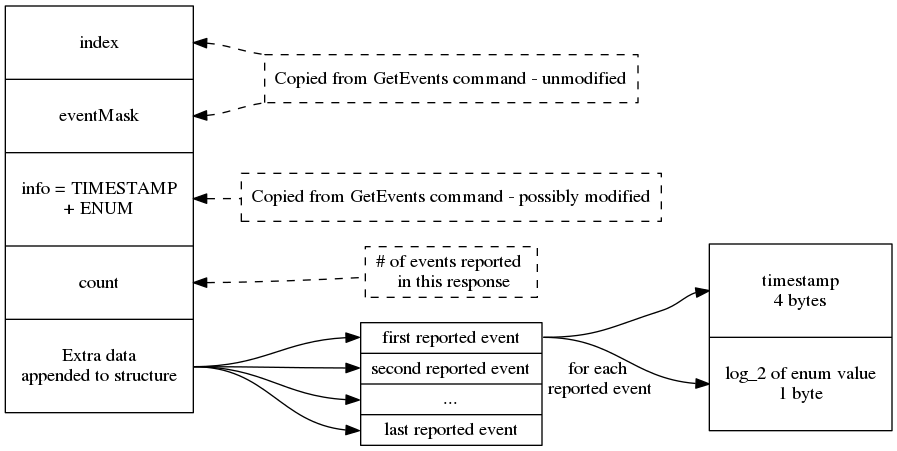 index
eventMask
info = TIMESTAMP
+ ENUM
count
Extra data
appended to structure
Copied from GetEvents command - unmodified
Copied from GetEvents command - possibly modified
# of events reported
in this response
first reported event
second reported event
...
last reported event
for each
reported event
timestamp
4 bytes
log_2 of enum value
1 byte